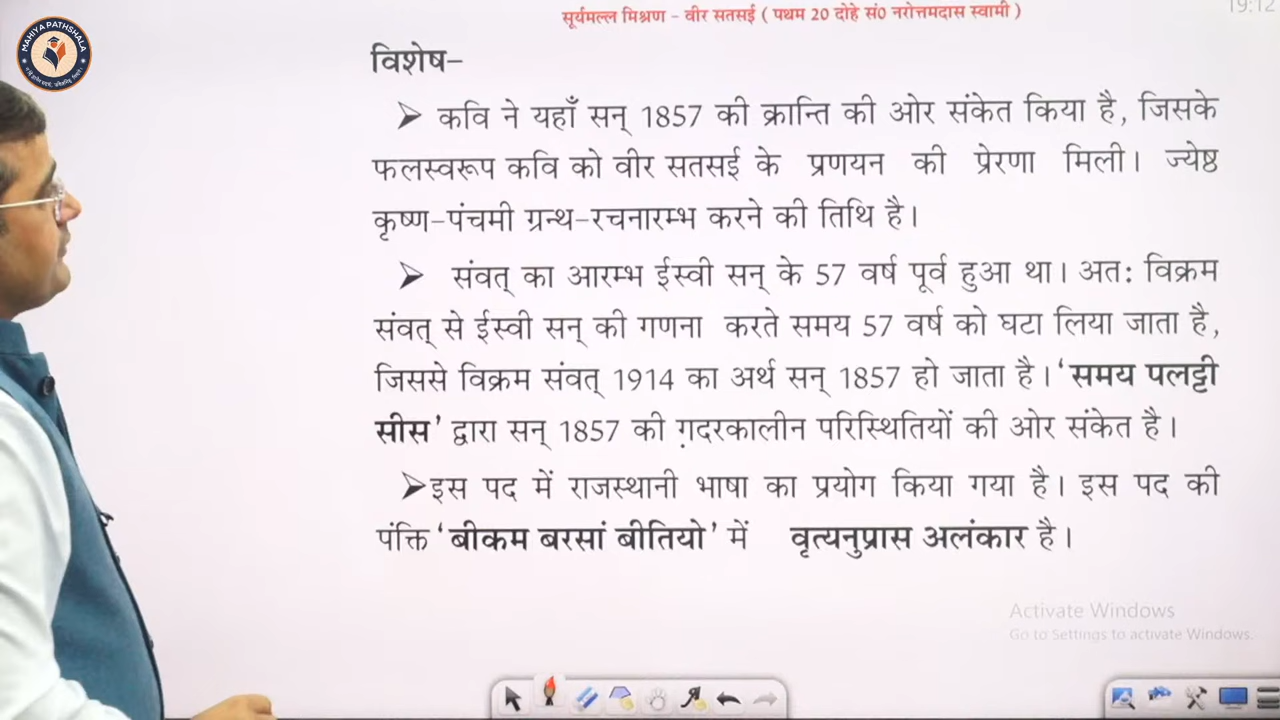 सूर्यमल्ल मिश्रण - वीर सतसई ( पथम 20 दोहे सं0 नरोत्तमदास स्वामी )
19:12
MAHIYA PATHSHALA
विशेष-
➤ कवि ने यहाँ सन् 1857 की क्रान्ति की ओर संकेत किया है, जिसके
फलस्वरूप कवि को वीर सतसई के प्रणयन की प्रेरणा मिली। ज्येष्ठ
कृष्ण-पंचमी ग्रन्थ-रचनारम्भ करने की तिथि है।
➤ संवत् का आरम्भ ईस्वी सन् के 57 वर्ष पूर्व हुआ था। अत: विक्रम
संवत् से ईस्वी सन् की गणना करते समय 57 वर्ष को घटा लिया जाता है,
जिससे विक्रम संवत् 1914 का अर्थ सन् 1857 हो जाता है। 'समय पलट्टी
सीस' द्वारा सन् 1857 की ग़दरकालीन परिस्थितियों की ओर संकेत है।
➤इस पद में राजस्थानी भाषा का प्रयोग किया गया है। इस पद की
पंक्ति 'बीकम बरसां बीतियो' में वृत्यनुप्रास अलंकार है।
Activate Windows
Go to Settings to activate Windows.